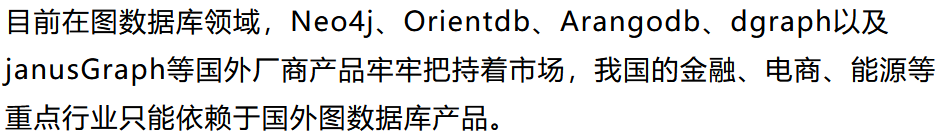 目前在图数据库领域，Neo4j、Orientdb、Arangodb、dgraph以及
janusGraph等国外厂商产品牢牢把持着市场，我国的金融、电商、能源等
重点行业只能依赖于国外图数据库产品。